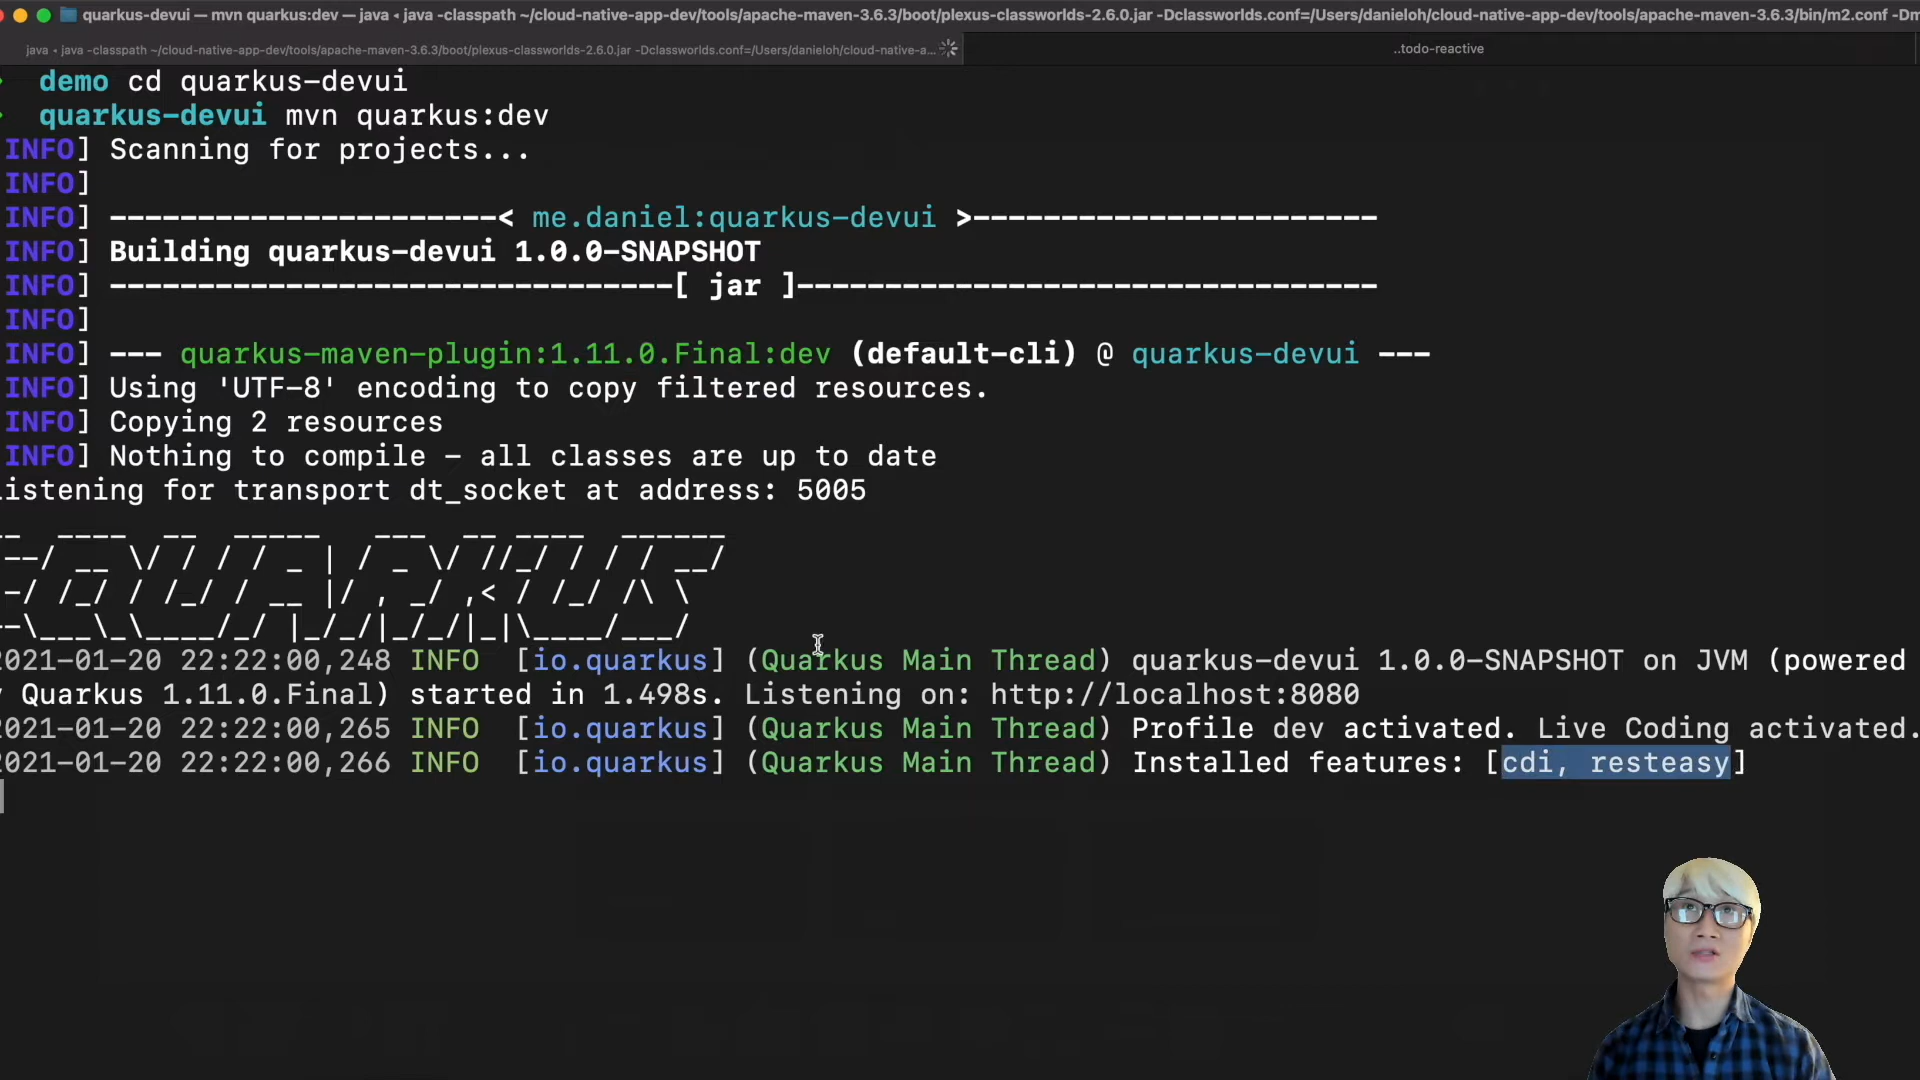 quarkus-devui — mvn quarkus:dev — java ◂ java -classpath ~/cloud-native-app-dev/tools/apache-maven-3.6.3/boot/plexus-classworlds-2.6.0.jar -Dclassworlds.conf=/Users/danieloh/cloud-native-app-dev/tools/apache-maven-3.6.3/bin/m2.conf -Dm
java ◂ java -classpath ~/cloud-native-app-dev/tools/apache-maven-3.6.3/boot/plexus-classworlds-2.6.0.jar -Dclassworlds.conf=/Users/danieloh/cloud-native-a...
..todo-reactive
demo cd quarkus-devui
quarkus-devui mvn quarkus:dev
INFO] Scanning for projects...
INFO]
INFO] ----------------------< me.daniel:quarkus-devui >-----------------------
INFO] Building quarkus-devui 1.0.0-SNAPSHOT
INFO] --------------------------------[ jar ]---------------------------------
INFO]
INFO] --- quarkus-maven-plugin:1.11.0.Final:dev (default-cli) @ quarkus-devui ---
INFO] Using 'UTF-8' encoding to copy filtered resources.
INFO] Copying 2 resources
INFO] Nothing to compile - all classes are up to date
istening for transport dt_socket at address: 5005
QUARKUS
2021-01-20 22:22:00,248 INFO [io.quarkus] (Quarkus Main Thread) quarkus-devui 1.0.0-SNAPSHOT on JVM (powered
y Quarkus 1.11.0.Final) started in 1.498s. Listening on: http://localhost:8080
2021-01-20 22:22:00,265 INFO [io.quarkus] (Quarkus Main Thread) Profile dev activated. Live Coding activated.
2021-01-20 22:22:00,266 INFO [io.quarkus] (Quarkus Main Thread) Installed features: [cdi, resteasy]